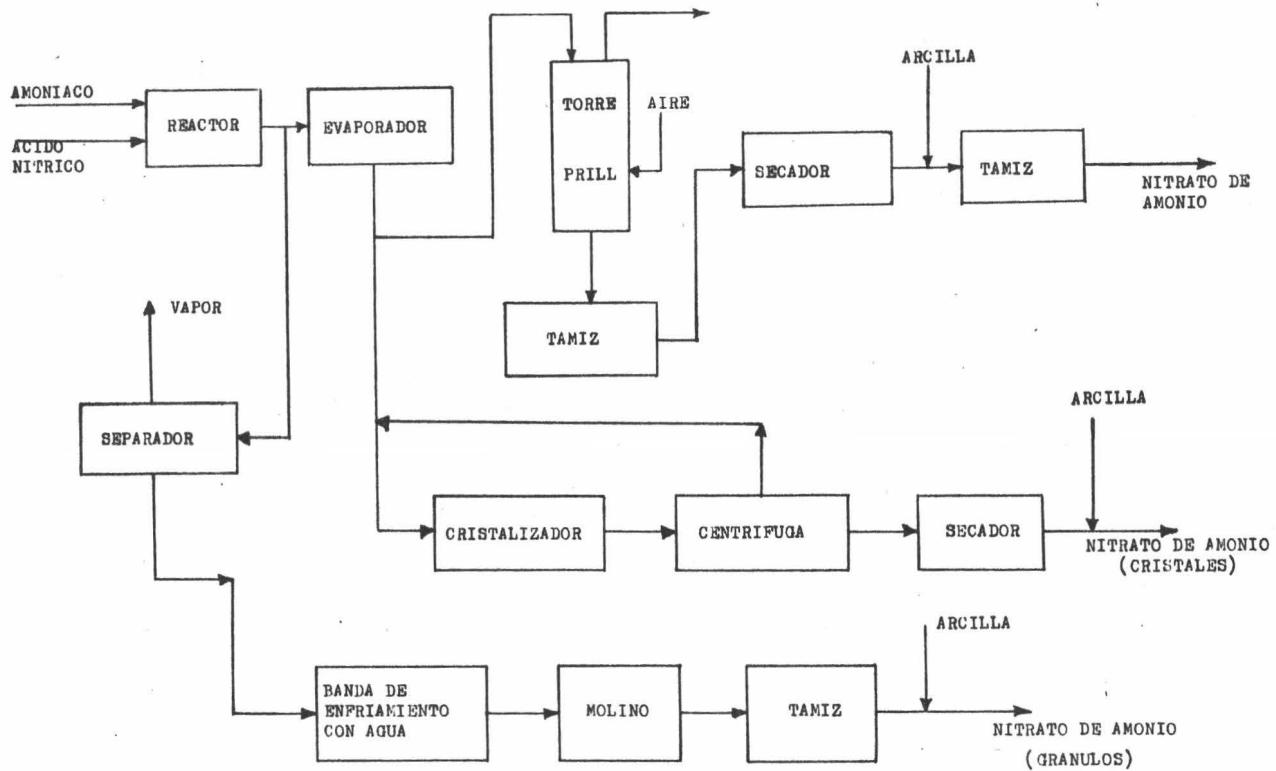 ARCILLA
AMONIACO
REACTOR
EVAPORADOR
TORRE
PRILL
AIRE
ACIDO
NITRICO
SECADOR
TAMIZ
NITRATO DE
AMONIO
VAPOR
TAMIZ
SEPARADOR
ARCILLA
CRISTALIZADOR
CENTRIFUGA
SECADOR
NITRATO DE AMONIO
(CRISTALES)
ARCILLA
BANDA DE
ENFRIAMIENTO
CON AGUA
MOLINO
TAMIZ
NITRATO DE AMONIO
(GRANULOS)